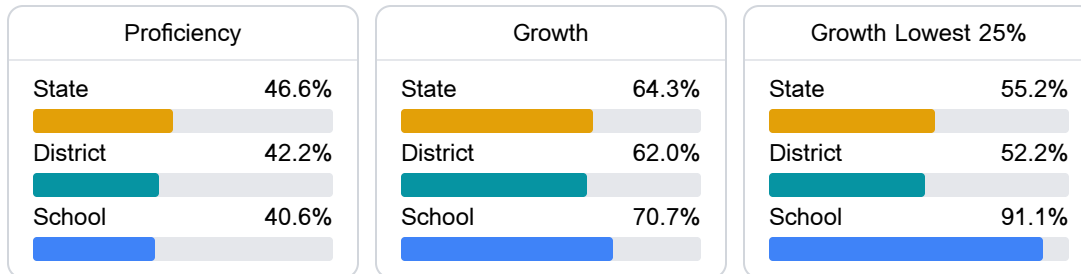 Proficiency
State 46.6%
District 42.2%
School 40.6%
Growth
State 64.3%
District 62.0%
School 70.7%
Growth Lowest 25%
State 55.2%
District 52.2%
School 91.1%